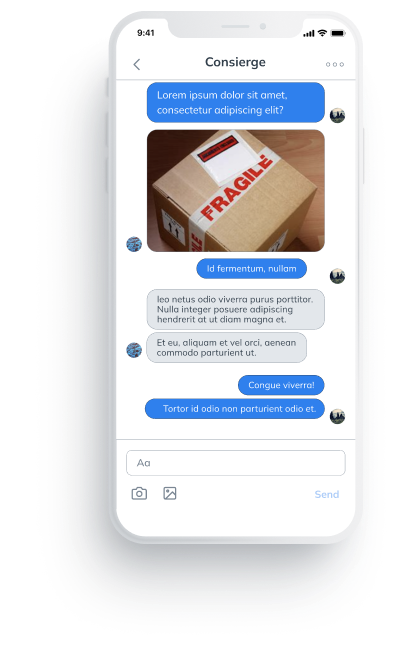 9:41
Consierge
Lorem ipsum dolor sit amet,
consectetur adipiscing elit?
FRAGILE
Id fermentum, nullam
leo netus odio viverra purus porttitor.
Nulla integer posuere adipiscing
hendrerit at ut diam magna et.
Et eu, aliquam et vel orci, aenean
commodo parturient ut.
Congue viverra!
Tortor id odio non parturient odio et.
Aa
Send